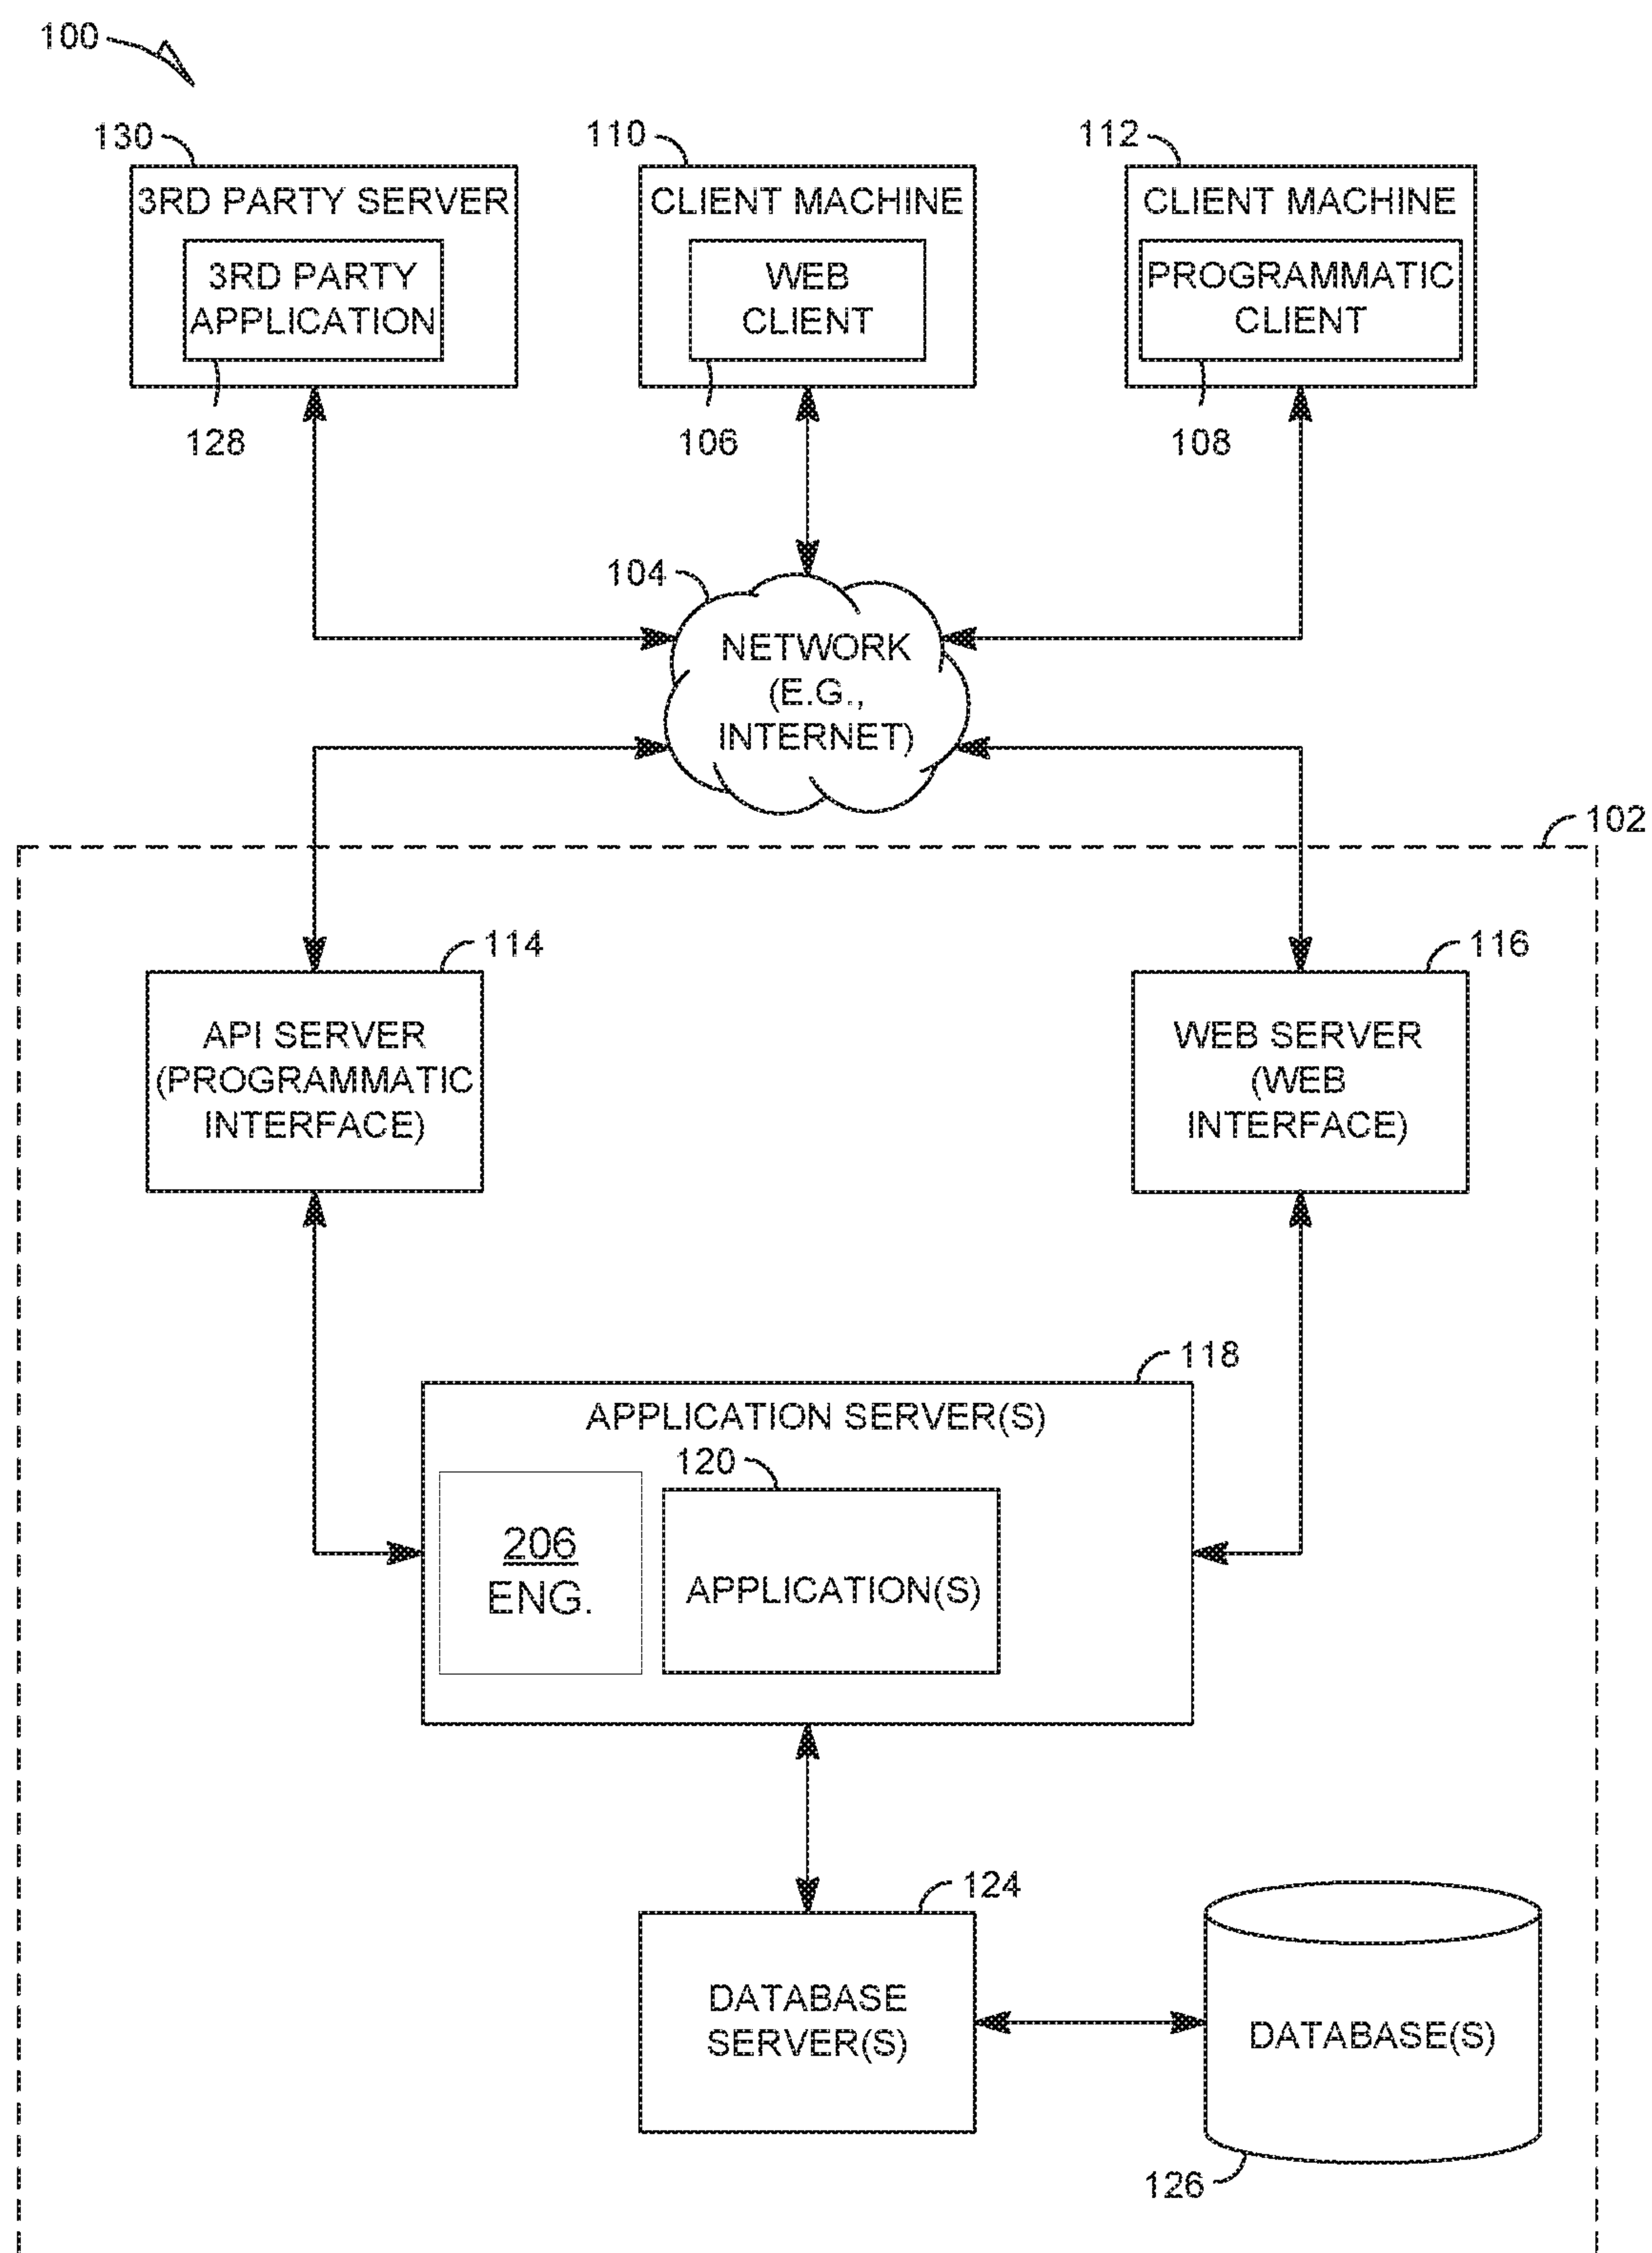 100
130
110
112
3RD PARTY SERVER
CLIENT MACHINE
CLIENT MACHINE
3RD PARTY
APPLICATION
WEB
CLIENT
PROGRAMMATIC
CLIENT
128
106
108
104
NETWORK
(E.G.,
INTERNET)
102
114
116
API SERVER
(PROGRAMMATIC
INTERFACE)
WEB SERVER
(WEB
INTERFACE)
118
APPLICATION SERVER(S)
120
206
ENG.
APPLICATION(S)
124
DATABASE
SERVER(S)
DATABASE(S)
126